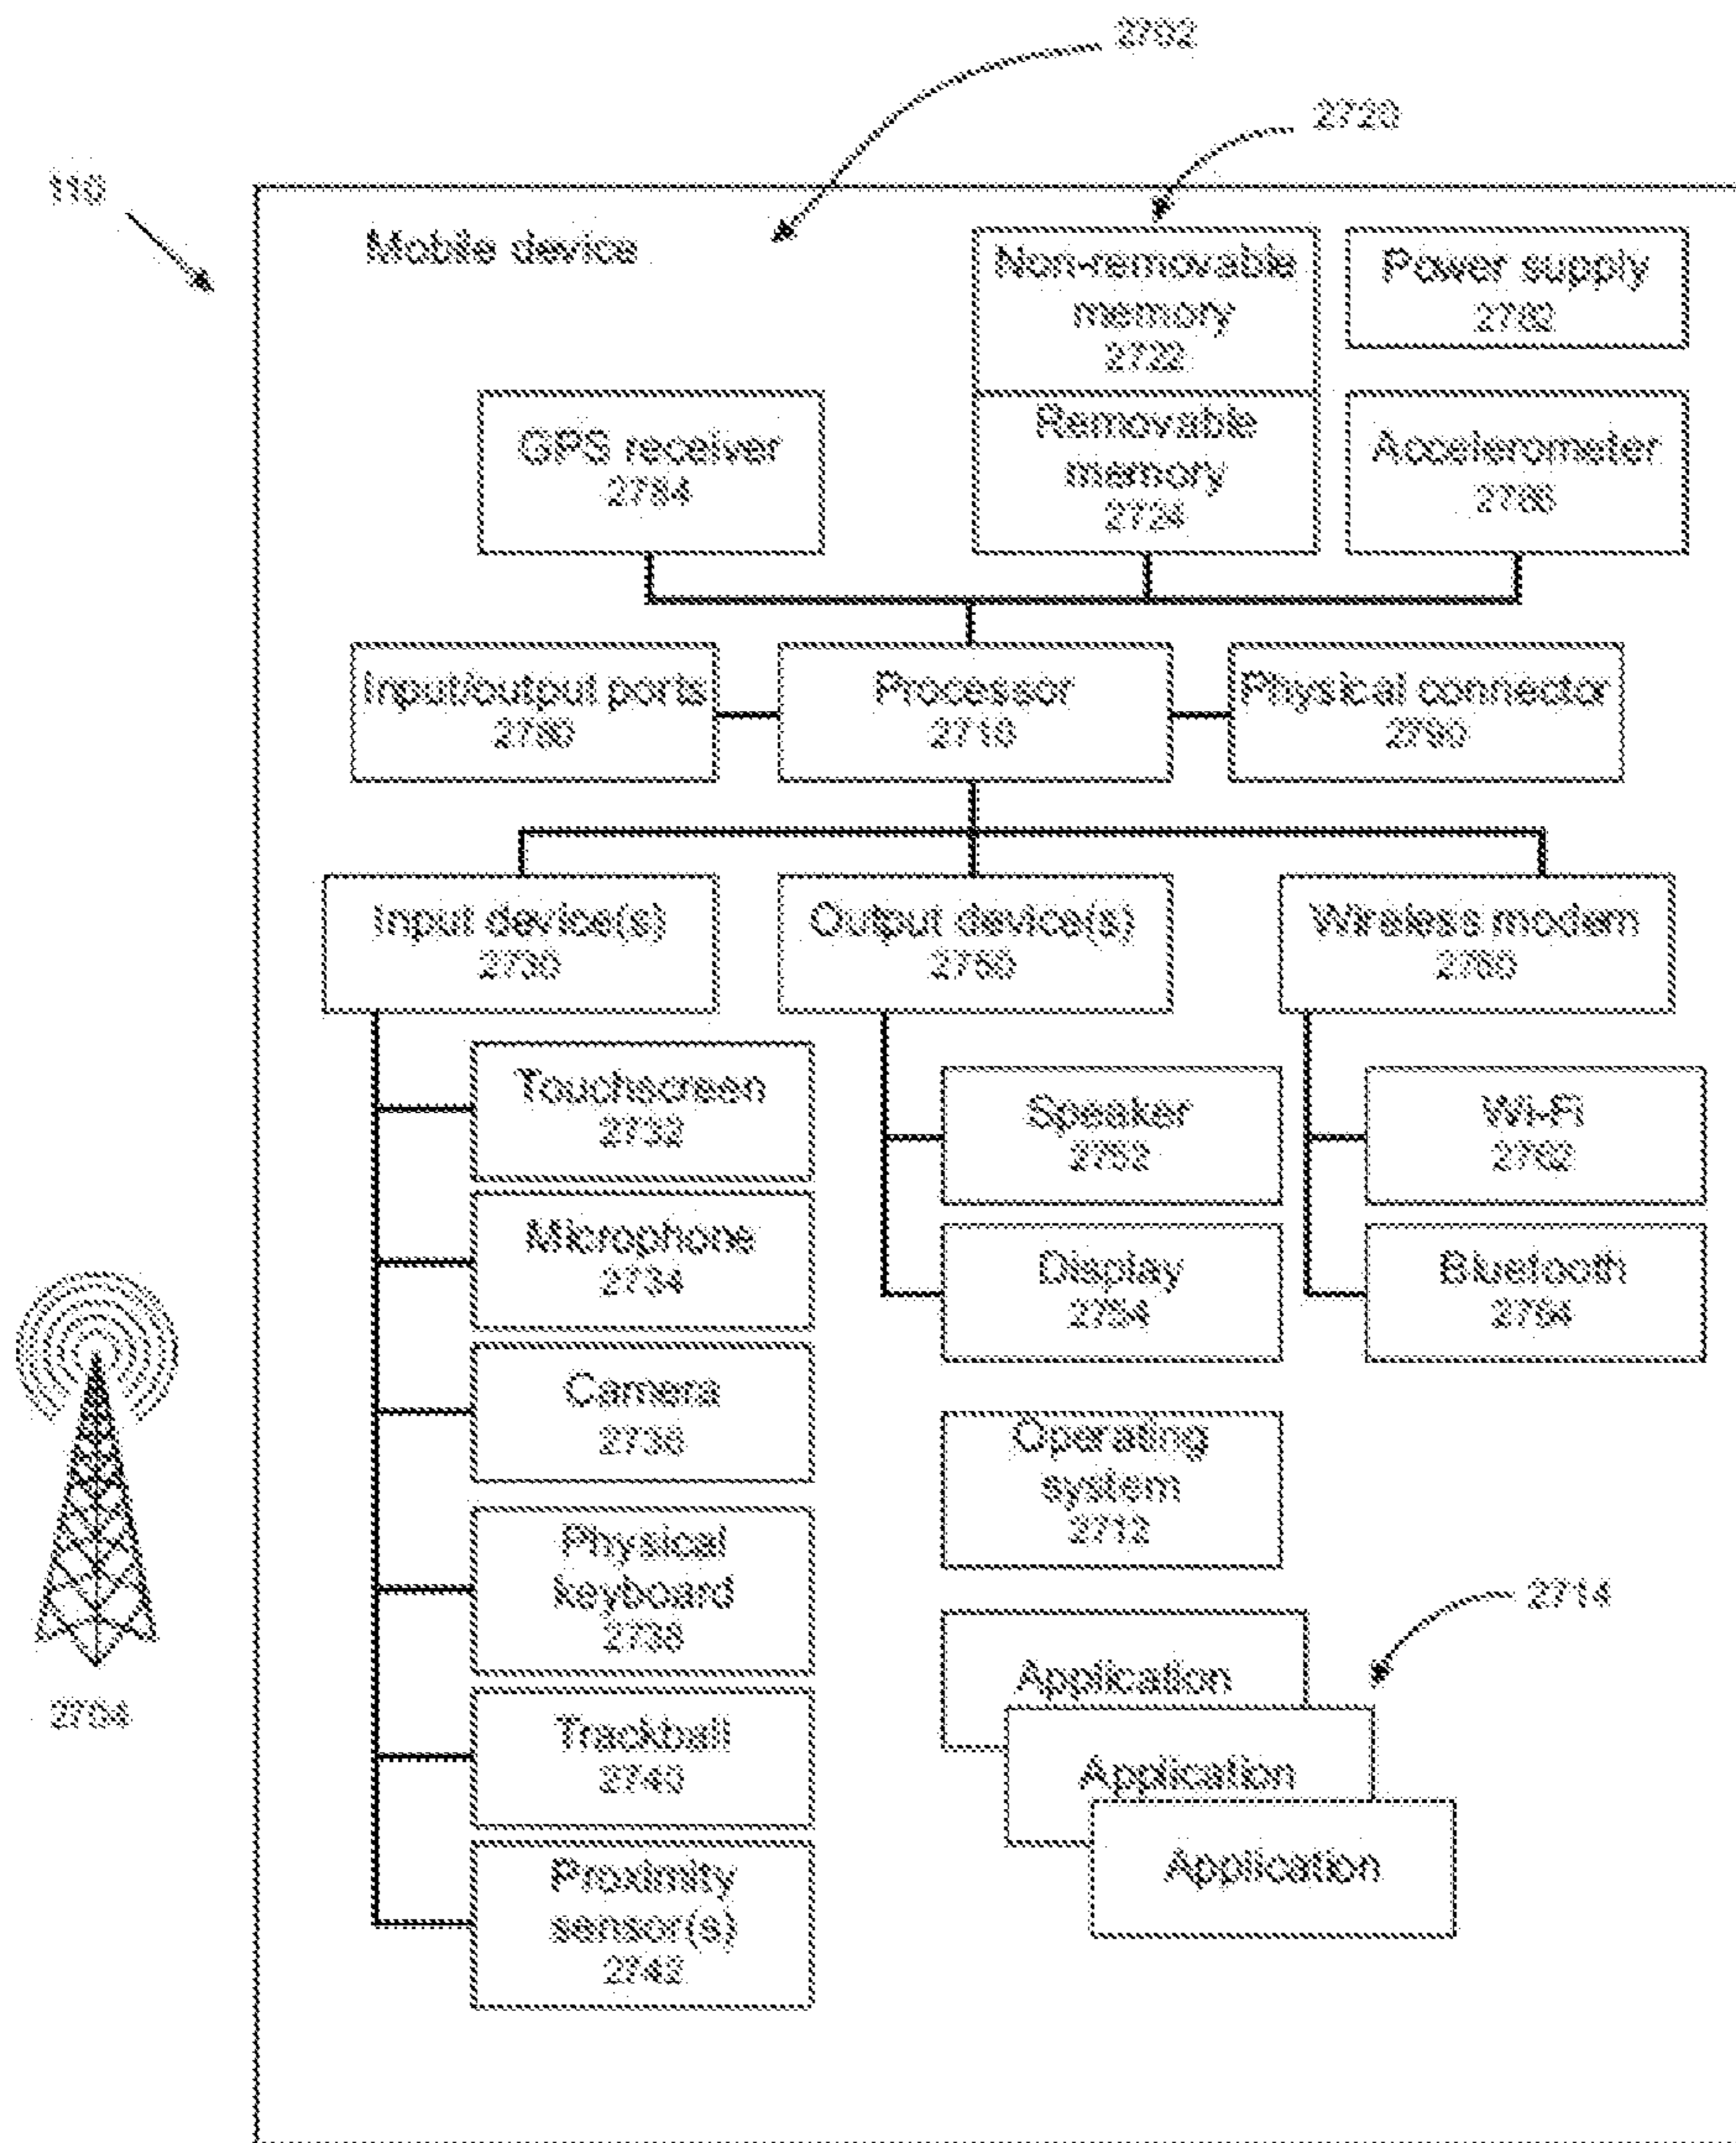 2702
2720
110
Mobile device
Non-removable
memory
2722
Power supply
2782
GPS receiver
2784
Removable
memory
2724
Accelerometer
2786
Input/output ports
2780
Processor
2710
Physical connector
2790
Input device(s)
2730
Output device(s)
2750
Wireless modem
2760
Touchscreen
2732
Speaker
2752
Wi-Fi
2762
Microphone
2734
Display
2754
Bluetooth
2764
Camera
2736
Operating
system
2712
Physical
keyboard
2738
2714
Application
2704
Trackball
2740
Application
Application
Proximity
sensor(s)
2742